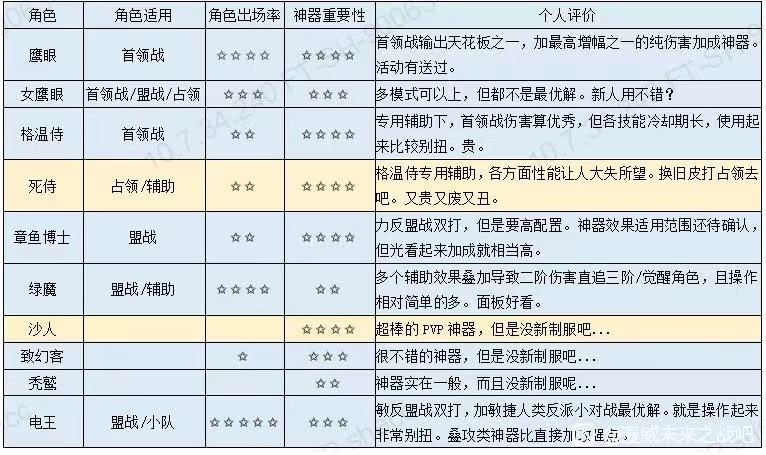 角色 角色适用 角色出场率 神器重要性 个人评价
鹰眼 首领战 ☆☆☆☆ ☆☆☆☆ 首领战输出天花板之一，加最高增幅之一的纯伤害加成神器。
活动有送过。
女鹰眼 首领战/盟战/占领 ☆☆☆ ☆☆☆ 多模式可以上，但都不是最优解。新人用不错？
格温侍 首领战 ☆☆ ☆☆☆☆ 专用辅助下，首领战伤害算优秀，但各技能冷却期长，使用起
来比较别扭。贵。
死侍 占领/辅助 ☆☆ ☆☆☆☆ 格温侍专用辅助，各方面性能让人大失所望。换旧皮打占领去
吧。又贵又废又丑。
章鱼博士 盟战 ☆☆ ☆☆☆☆ 力反盟战双打，但是要高配置。神器效果适用范围还待确认，
但光看起来加成就相当高。
绿魔 盟战/辅助 ☆☆☆☆ ☆☆ 多个辅助效果叠加导致二阶伤害直追三阶/觉醒角色，且操作
相对简单的多。面板好看。
沙人 ☆☆☆☆ 超棒的PVP神器，但是没新制服吧...
致幻客 ☆ ☆☆☆ 很不错的神器，但是没新制服吧...
秃鹫 ☆☆ 神器实在一般，而且没新制服呢...
电王 盟战/小队 ☆☆☆☆☆ ☆☆☆ 敏反盟战双打，加敏捷人类反派小对战最优解。就是操作起来
非常别扭。叠攻类神器比直接加攻醒点。
漫威未来之战吧